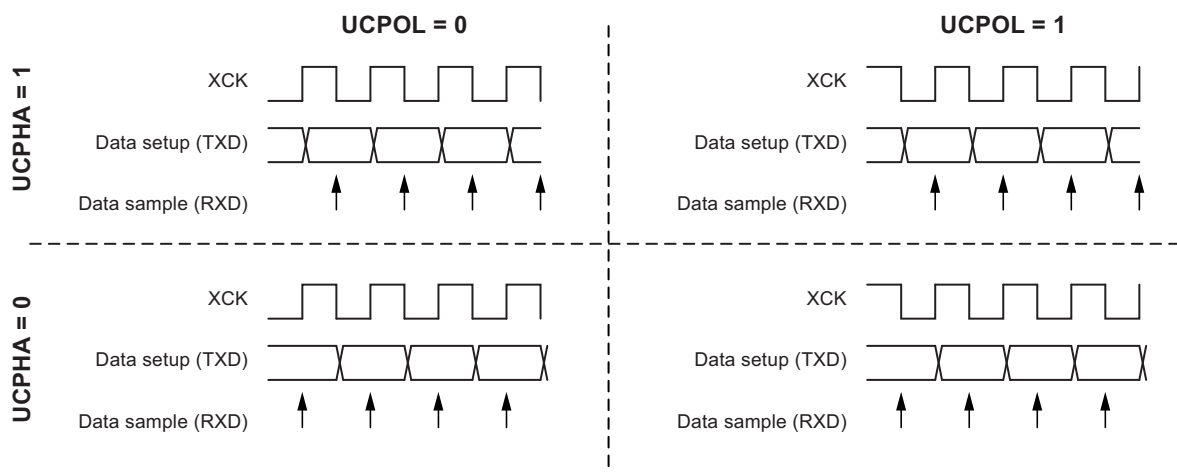 UCPOL = 0
UCPOL = 1
UCPHA = 1
XCK
Data setup (TXD)
Data sample (RXD)
XCK
Data setup (TXD)
Data sample (RXD)
UCPHA = 0
XCK
Data setup (TXD)
Data sample (RXD)
XCK
Data setup (TXD)
Data sample (RXD)